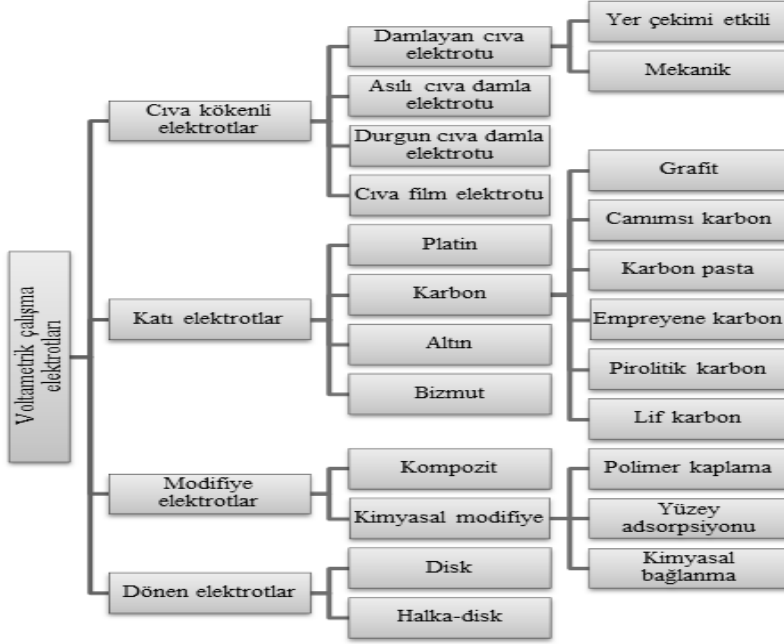 Voltametrik çalışma
elektrotları
Cıva kökenli
elektrotlar
Damlayan cıva
elektrotu
Yer çekimi etkili
Mekanik
Asılı cıva damla
elektrotu
Durgun cıva damla
elektrotu
Cıva film elektrotu
Katı elektrotlar
Platin
Karbon
Grafit
Camımsı karbon
Karbon pasta
Empreyene karbon
Pirolitik karbon
Lif karbon
Altın
Bizmut
Modifiye
elektrotlar
Kompozit
Kimyasal modifiye
Polimer kaplama
Yüzey
adsorpsiyonu
Kimyasal
bağlanma
Dönen elektrotlar
Disk
Halka-disk